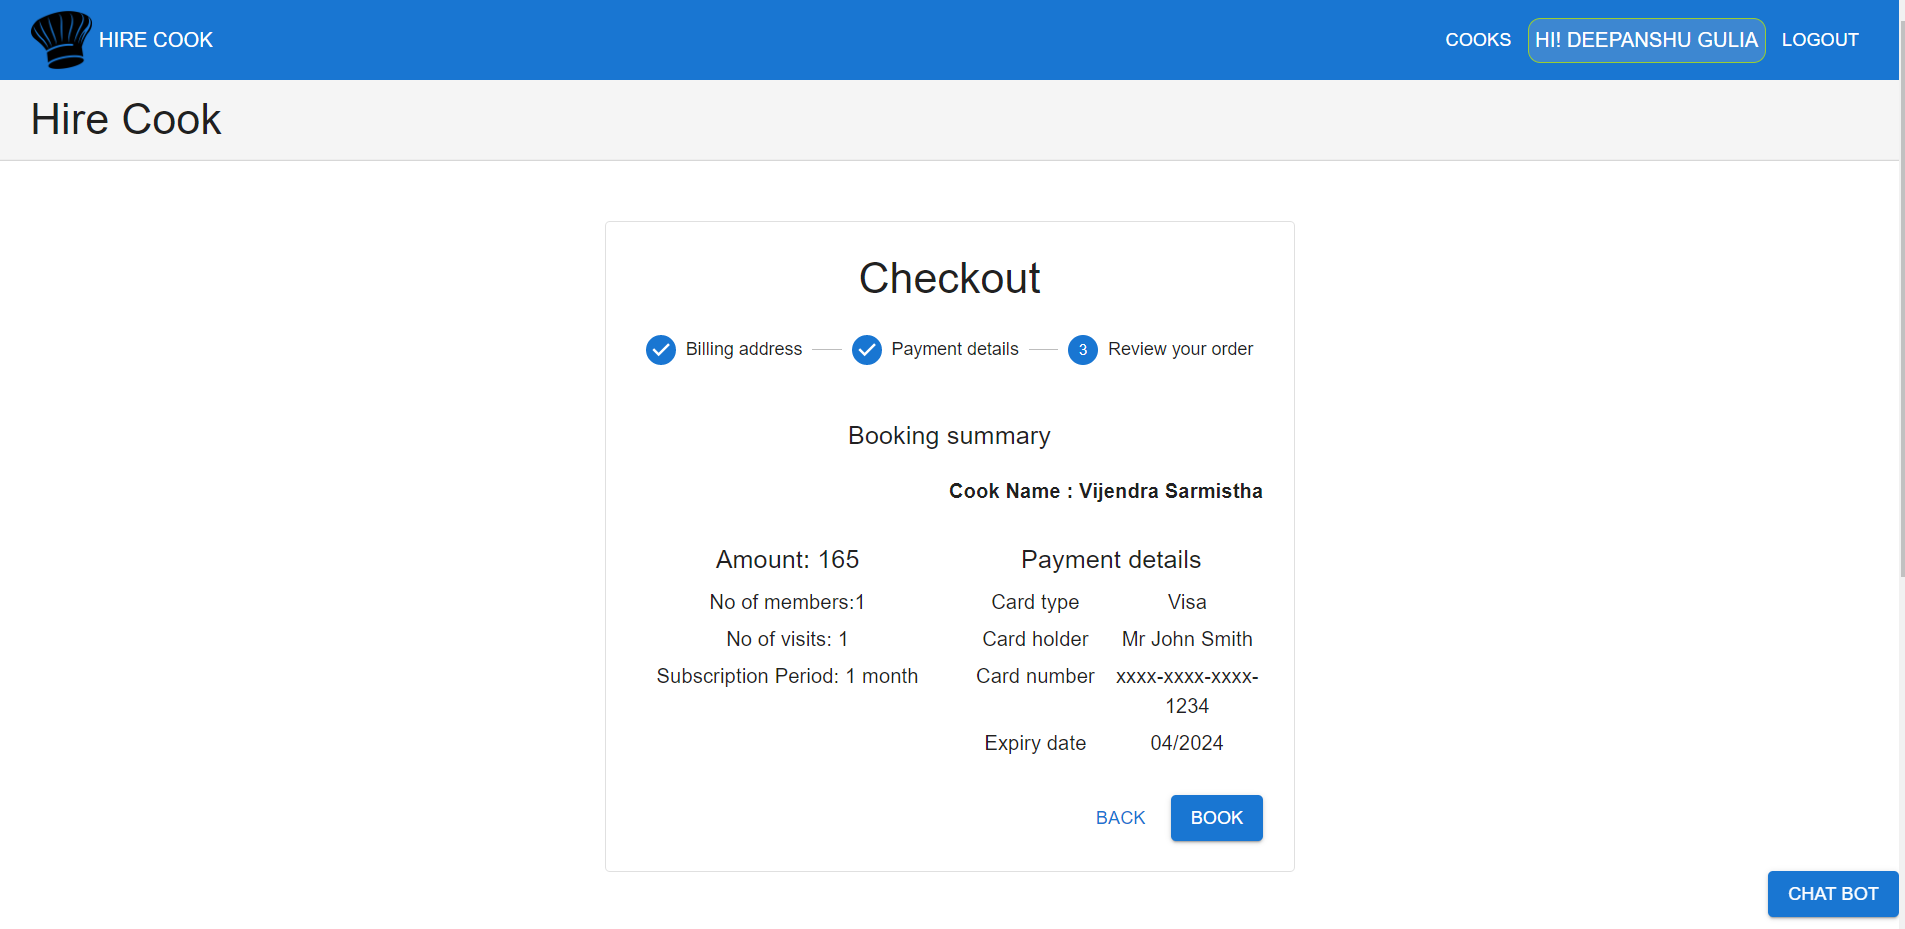 HIRE COOK
COOKS
HI! DEEPANSHU GULIA
LOGOUT
Hire Cook
Checkout
Billing address
Payment details
3
Review your order
Booking summary
Cook Name : Vijendra Sarmistha
Amount: 165
No of members:1
No of visits: 1
Subscription Period: 1 month
Payment details
Card type
Visa
Card holder
Mr John Smith
Card number
xxxx-xxxx-xxxx-
1234
Expiry date
04/2024
BACK
BOOK
CHAT BOT